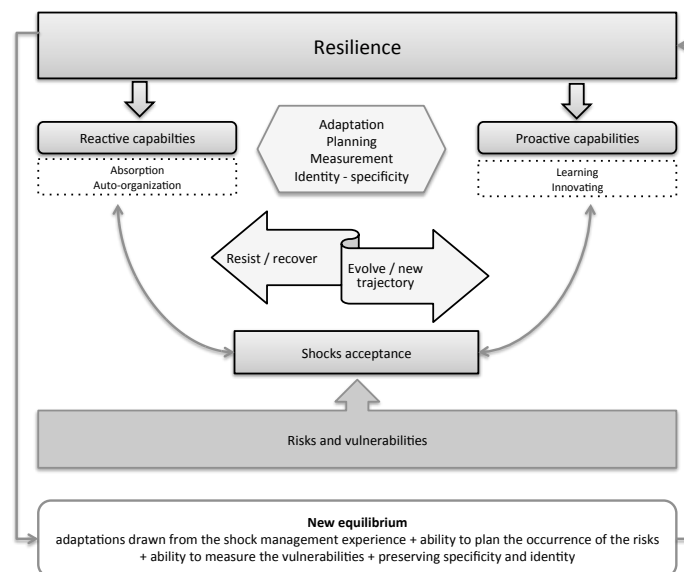 Resilience
Reactive capabilties
Absorption
Auto-organization
Adaptation
Planning
Measurement
Identity - specificity
Proactive capabilities
Learning
Innovating
Resist / recover
Evolve / new
trajectory
Shocks acceptance
Risks and vulnerabilities
New equilibrium
adaptations drawn from the shock management experience + ability to plan the occurrence of the risks
+ ability to measure the vulnerabilities + preserving specificity and identity